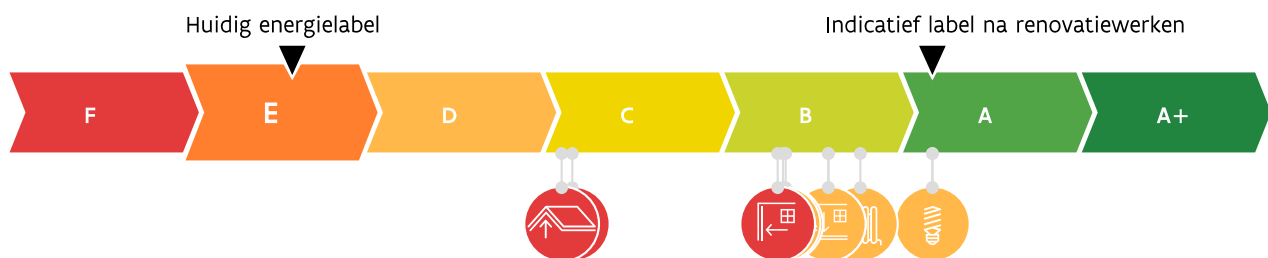 Huidig energielabel
Indicatief label na renovatiewerken
F
E
D
C
B
A
A+